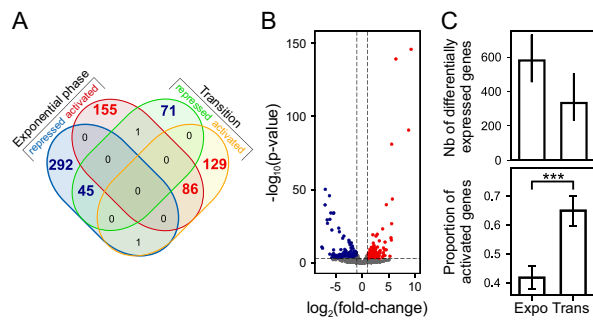 A
Exponential phase
repressed activated
Transition
repressed activated
155
71
292
129
0
1
0
0
0
45
0
86
0
0
0
1
B
-log₁₀(p-value)
150
100
50
0
-5
0
5
10
log₂(fold-change)
C
Nb of differentially
expressed genes
600
400
200
Proportion of
activated genes
0.7
0.6
0.5
0.4
***
Expo Trans